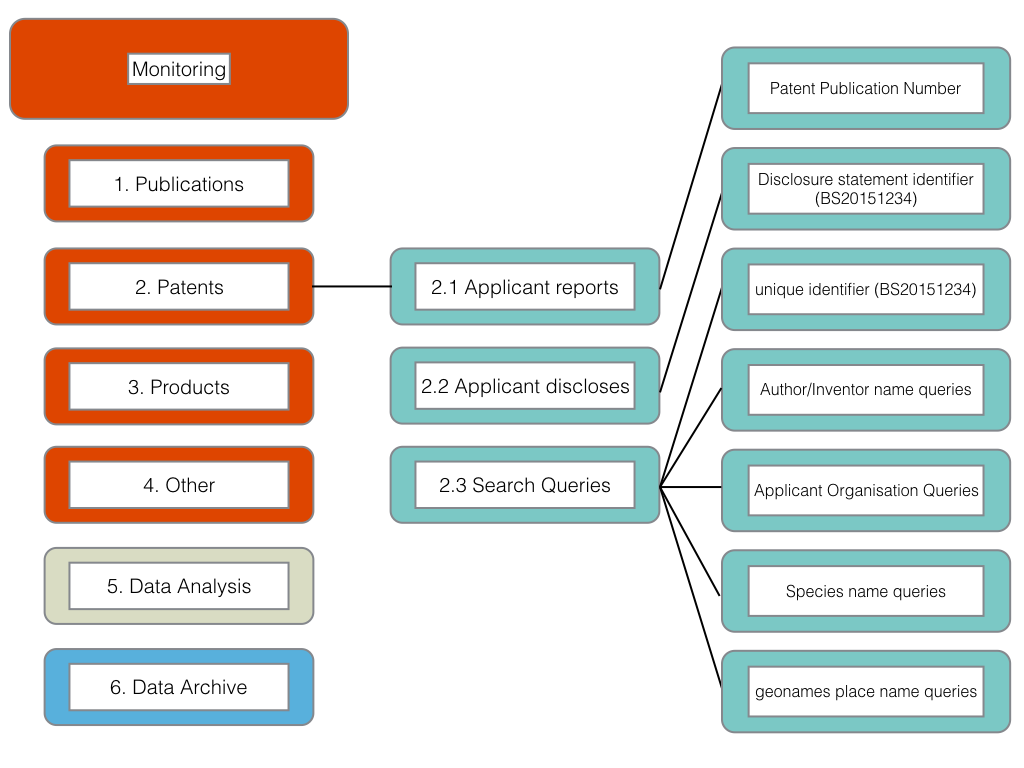 Monitoring
1. Publications
2. Patents
3. Products
4. Other
5. Data Analysis
6. Data Archive
2.1 Applicant reports
2.2 Applicant discloses
2.3 Search Queries
Patent Publication Number
Disclosure statement identifier
(BS20151234)
unique identifier (BS20151234)
Author/Inventor name queries
Applicant Organisation Queries
Species name queries
geonames place name queries